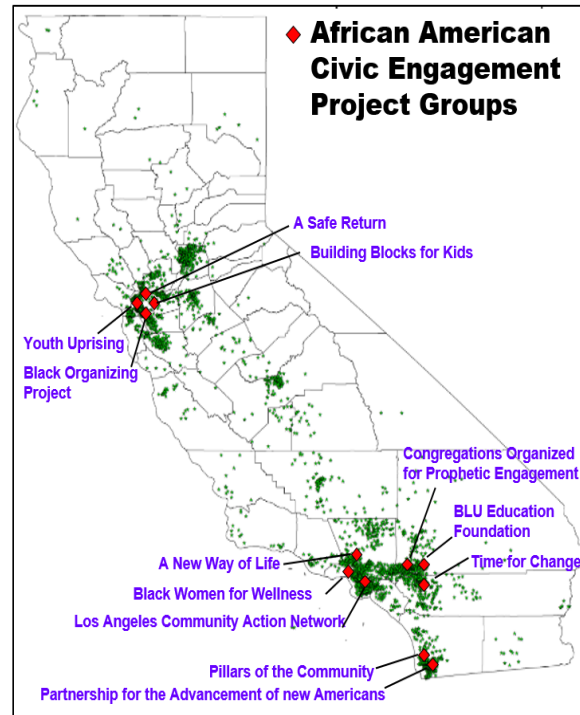 African American
Civic Engagement
Project Groups
A Safe Return
Building Blocks for Kids
Youth Uprising
Black Organizing
Project
Congregations Organized
for Prophetic Engagement
BLU Education
Foundation
A New Way of Life
Time for Change
Black Women for Wellness
Los Angeles Community Action Network
Pillars of the Community
Partnership for the Advancement of new Americans